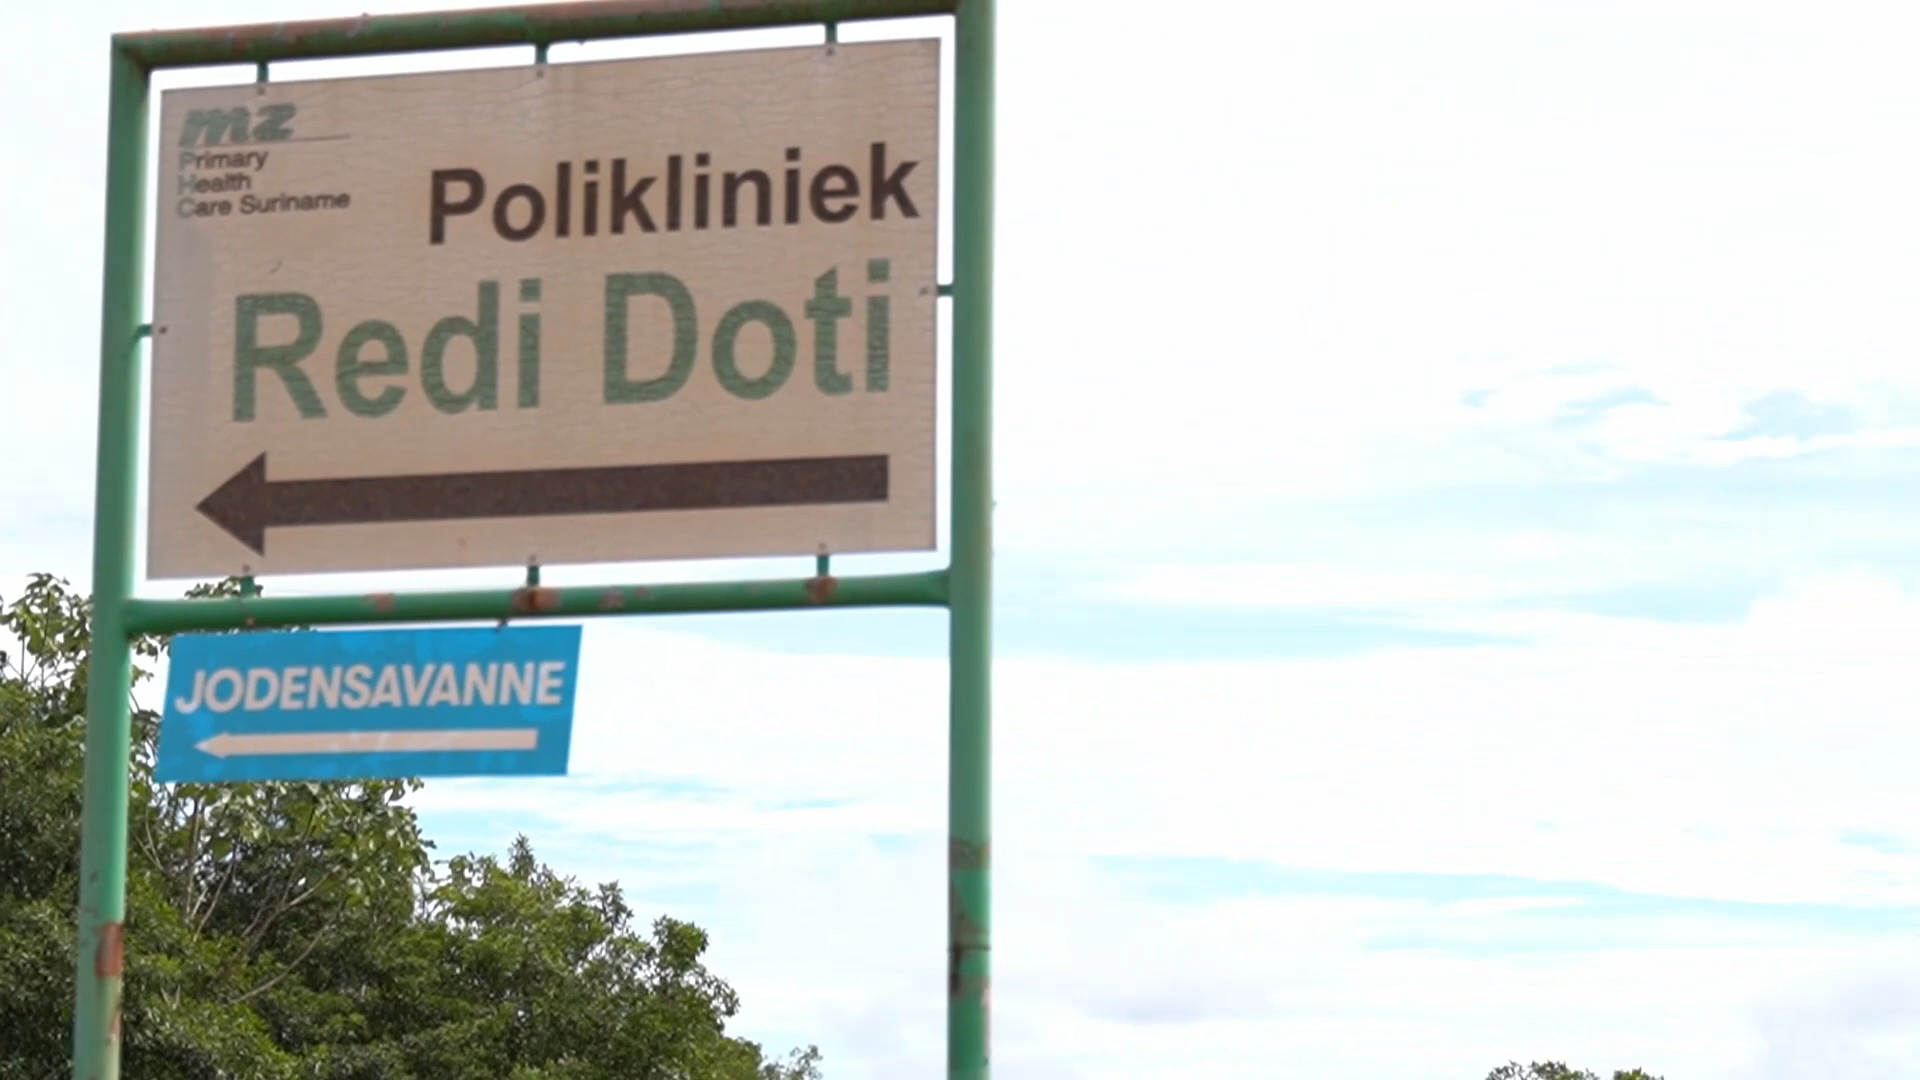 mz
Primary
Health
Care Suriname
Polikliniek
Redi Doti
JODENSAVANNE